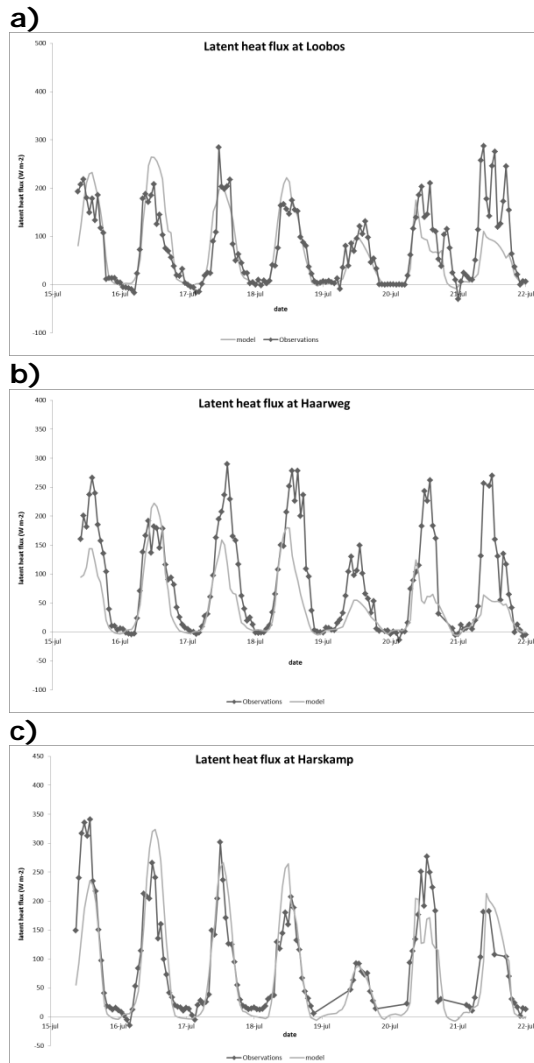 a)
Latent heat flux at Loobos
500
400
300
200
100
0
-100
latent heat flux (W m-2)
15-jul
16-jul
17-jul
18-jul
19-jul
20-jul
21-jul
22-jul
date
model
Observations
b)
Latent heat flux at Haarweg
400
350
300
250
200
150
100
50
0
-50
-100
latent heat flux (W m-2)
15-jul
16-jul
17-jul
18-jul
19-jul
20-jul
21-jul
22-jul
date
Observations
model
c)
Latent heat flux at Harskamp
450
400
350
300
250
200
150
100
50
0
-50
latent heat flux (W m-2)
15-jul
16-jul
17-jul
18-jul
19-jul
20-jul
21-jul
22-jul
date
Observations
model